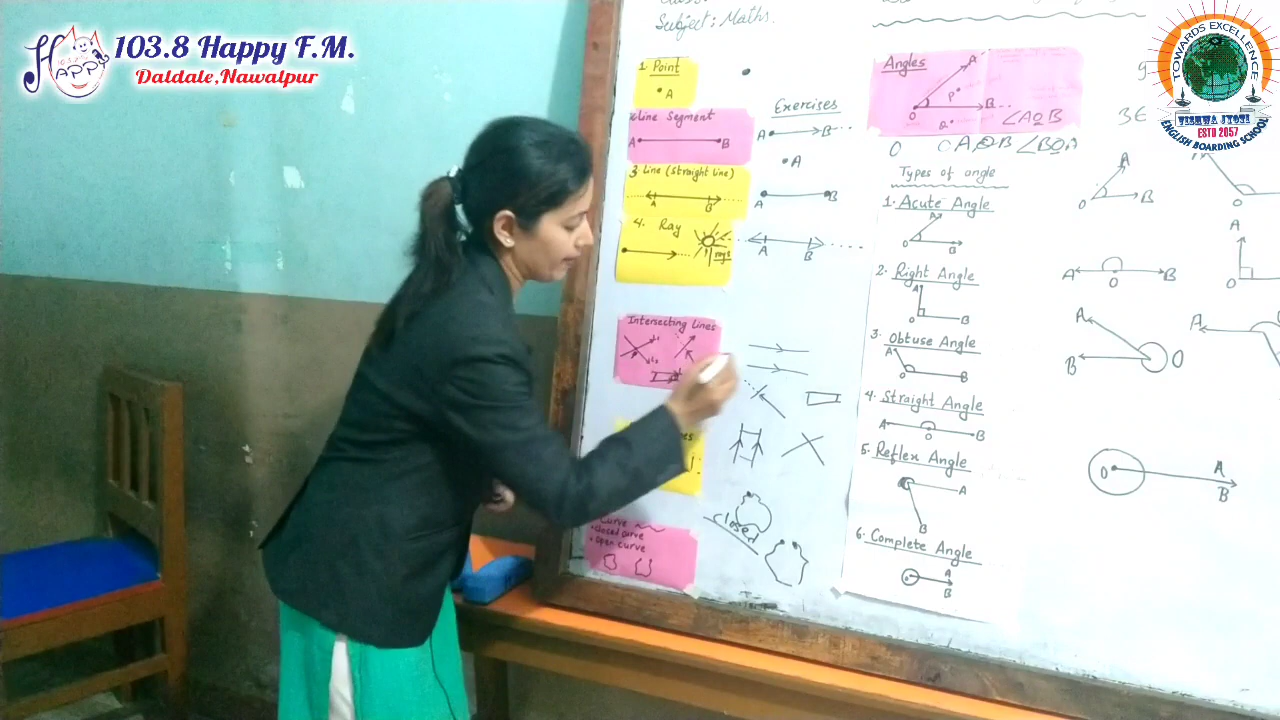 103.8 Happy F.M.
Daldale,Nawalpur
HAPPY
TOWARDS EXCELLENCE
VISHWA JYOTI
ESTD 2057
ENGLISH BOARDING SCHOOL
Subject: Maths.
1. Point
A
Line Segment
A B
3 Line (Straight line)
A B
4. Ray
rays
Exercises
A B
A
A B
A B
Intersecting Lines
Curve
• Closed curve
• Open curve
Closed
Angles
A
P
O B
Q
∠AOB
O
∠BOA
Types of angle
1. Acute Angle
A
O B
2. Right Angle
A
O B
3. Obtuse Angle
A
O B
4. Straight Angle
A O B
5. Reflex Angle
A
B
6. Complete Angle
O A
B
A
O B
O
A
O
A O B
A
B O
A
O A
B